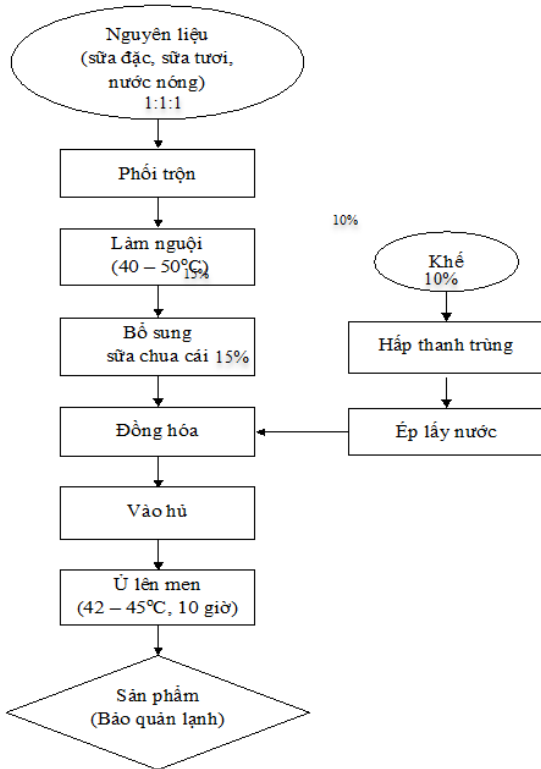 Nguyên liệu
(sữa đặc, sữa tươi,
nước nóng)
1:1:1
Phối trộn
Làm nguội
(40 – 50°C)
15%
Bổ sung
sữa chua cái 15%
Đồng hóa
Vào hủ
Ủ lên men
(42 – 45°C, 10 giờ)
Sản phẩm
(Bảo quản lạnh)
10%
Khế
10%
Hấp thanh trùng
Ép lấy nước